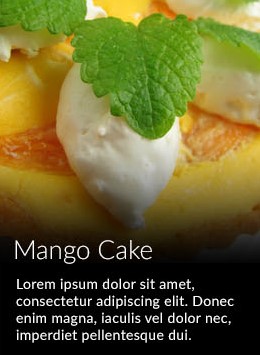 Mango Cake
Lorem ipsum dolor sit amet,
consectetur adipiscing elit. Donec
enim magna, iaculis vel dolor nec,
imperdiet pellentesque dui.